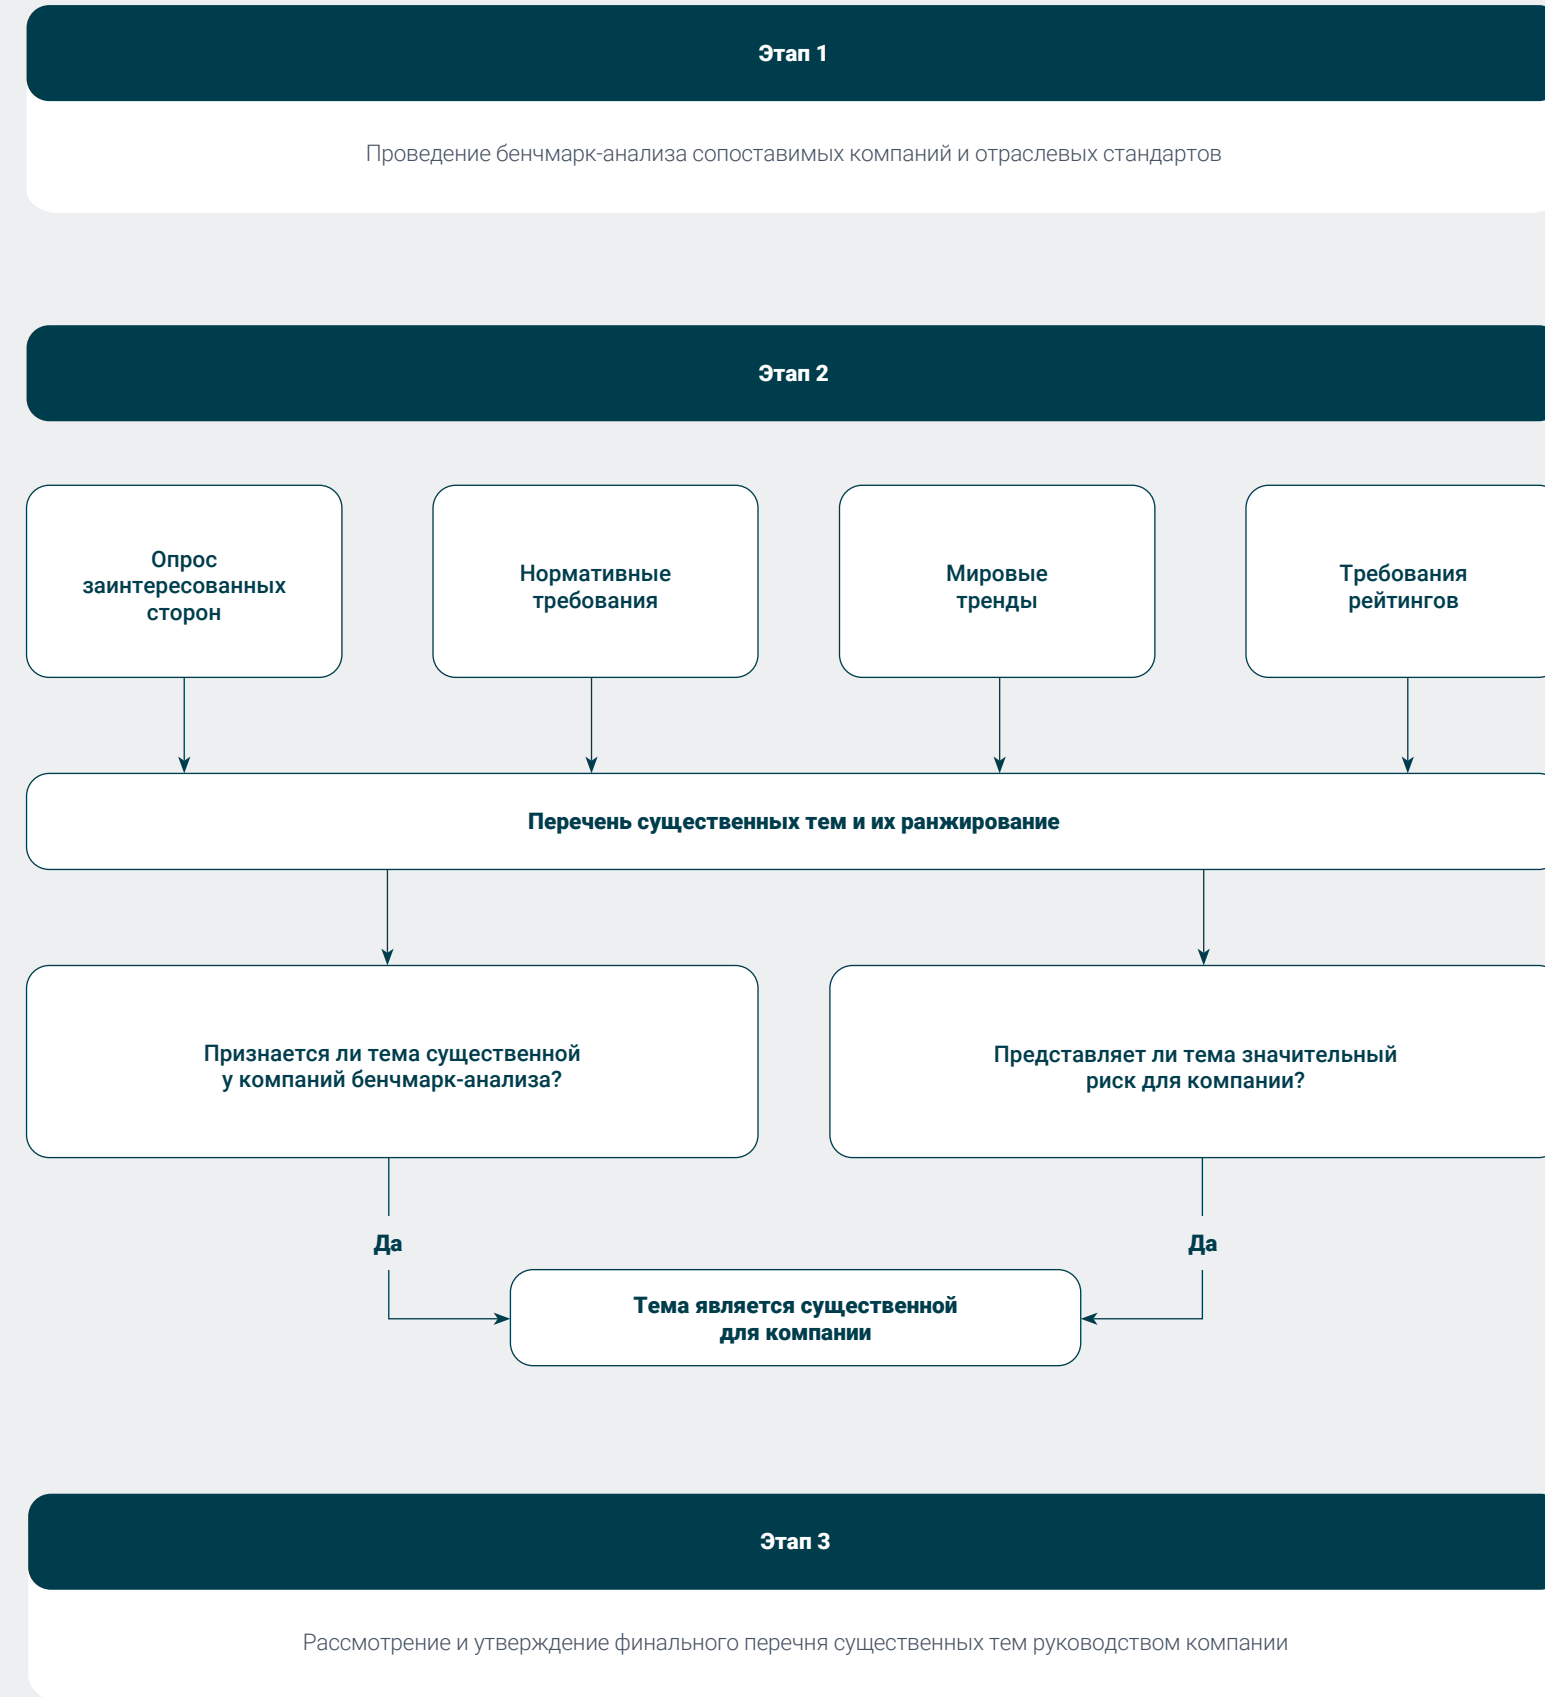 Этап 1
Проведение бенчмарк-анализа сопоставимых компаний и отраслевых стандартов
Этап 2
Опрос
заинтересованных
сторон
Нормативные
требования
Мировые
тренды
Требования
рейтингов
Перечень существенных тем и их ранжирование
Признается ли тема существенной
у компаний бенчмарк-анализа?
Представляет ли тема значительный
риск для компании?
Да
Да
Тема является существенной
для компании
Этап 3
Рассмотрение и утверждение финального перечня существенных тем руководством компании